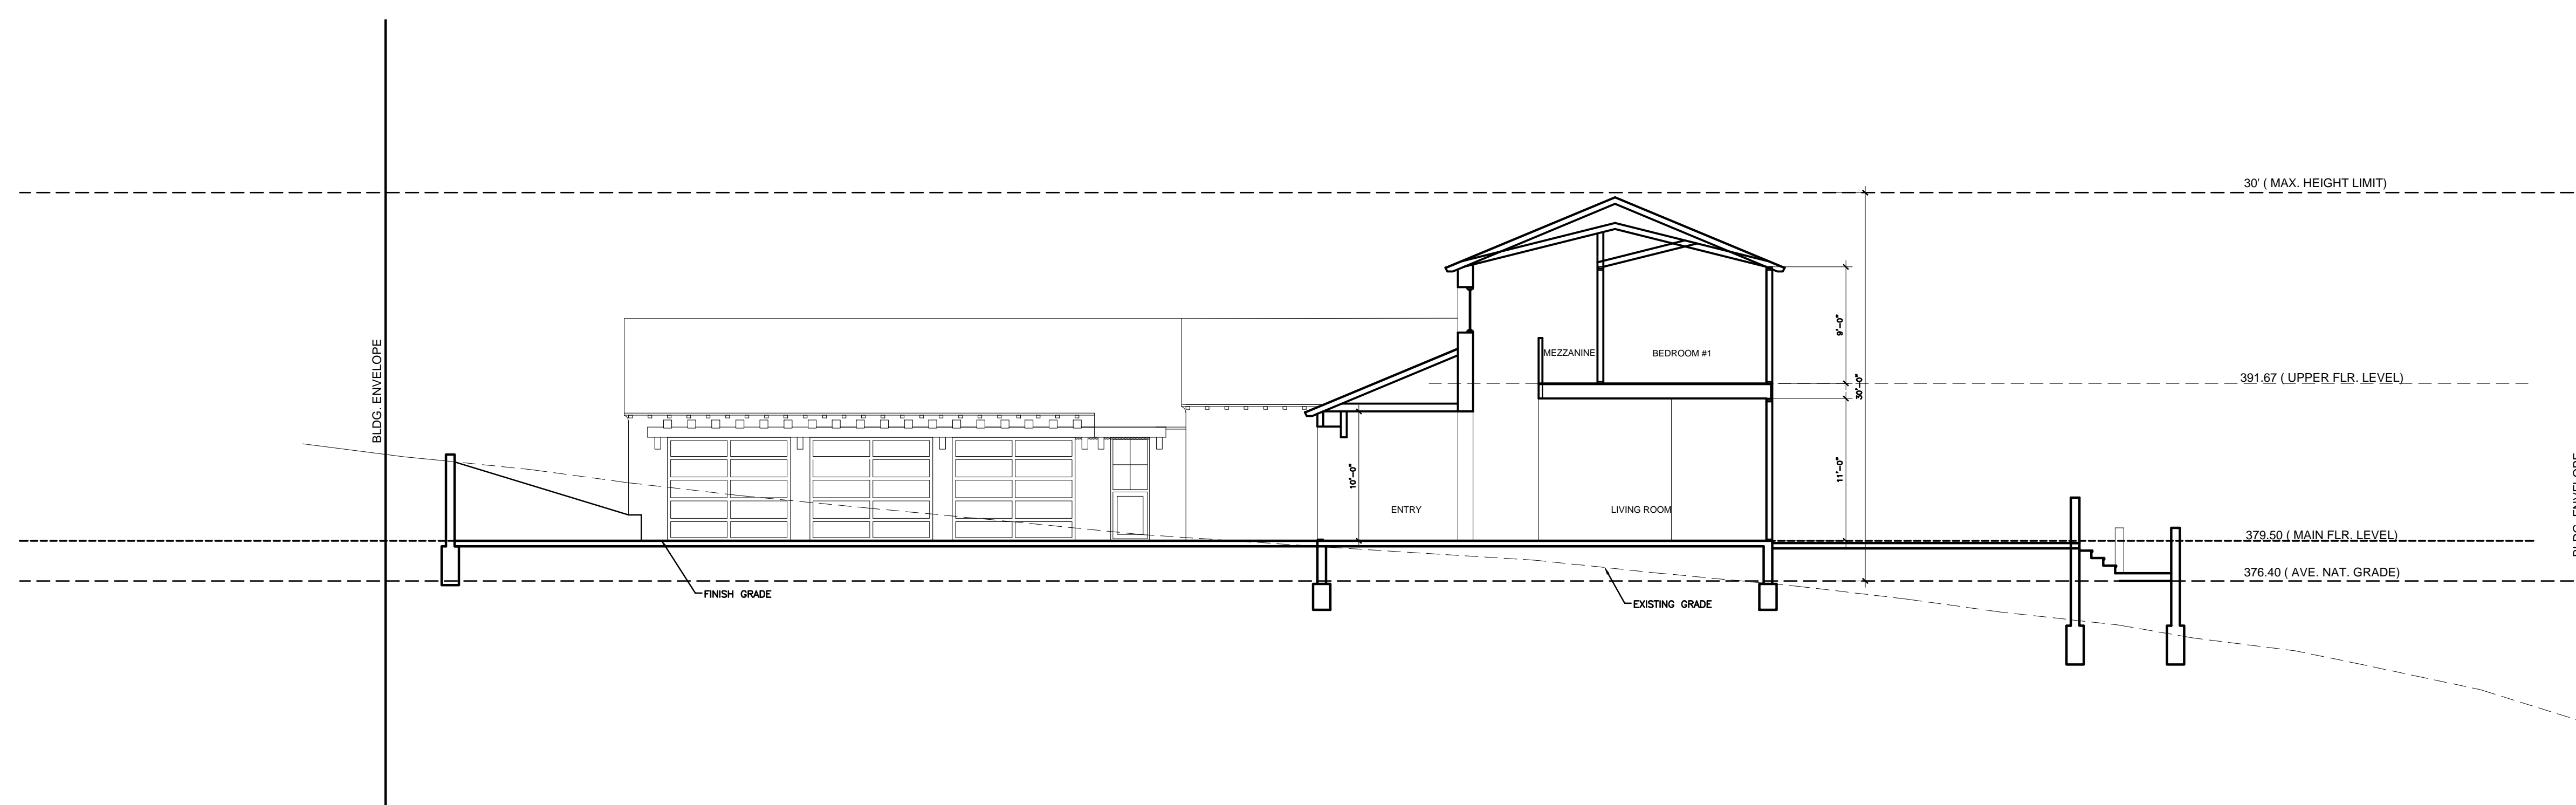 30' ( MAX. HEIGHT LIMIT)
BLDG. ENVELOPE
9'-0"
MEZZANINE
BEDROOM #1
391.67 ( UPPER FLR. LEVEL)
30'-0"
10'-0"
11'-0"
ENTRY
LIVING ROOM
379.50 ( MAIN FLR. LEVEL)
BLDG. ENVELOPE
376.40 ( AVE. NAT. GRADE)
FINISH GRADE
EXISTING GRADE